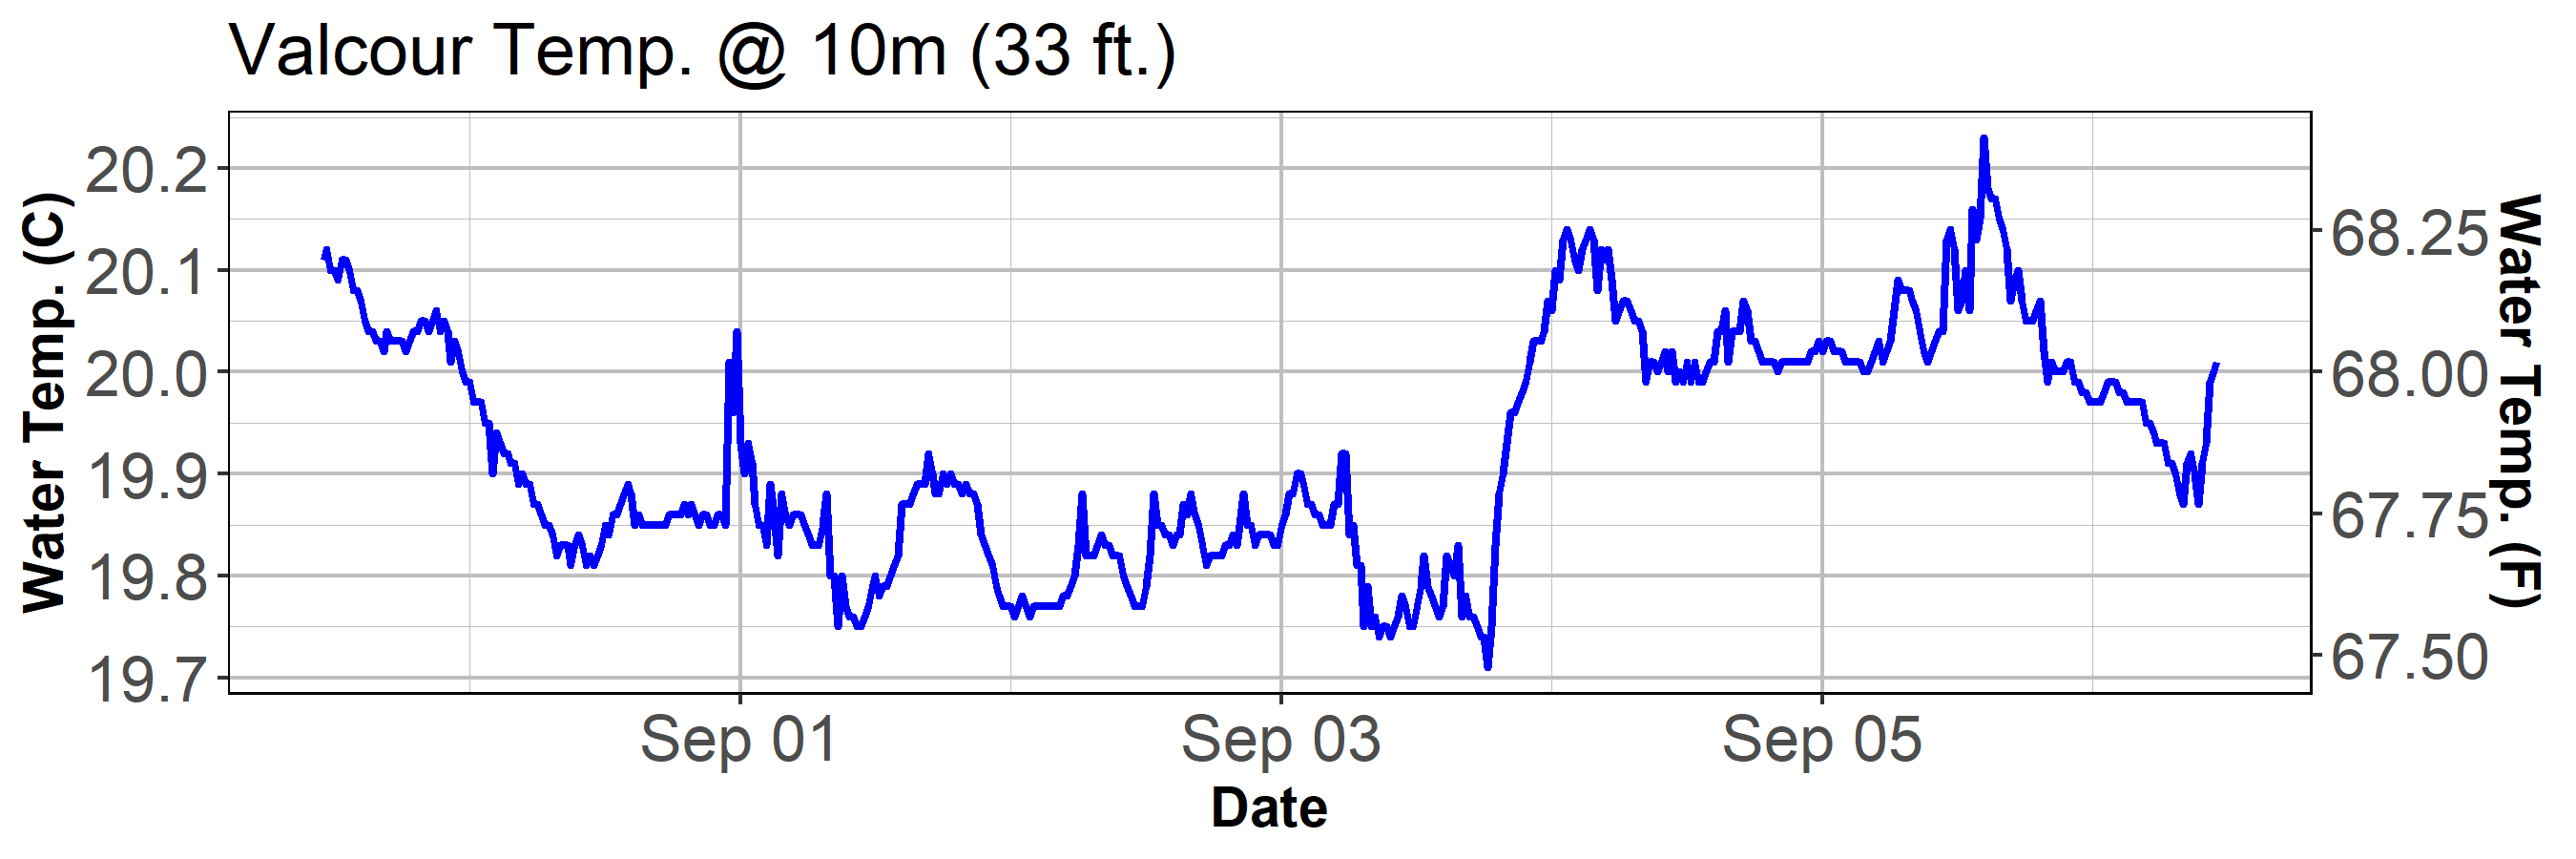 Valcour Temp. @ 10m (33 ft.)
Water Temp. (C)
20.2
20.1
20.0
19.9
19.8
19.7
68.25
68.00
67.75
67.50
Water Temp. (F)
Sep 01
Sep 03
Sep 05
Date